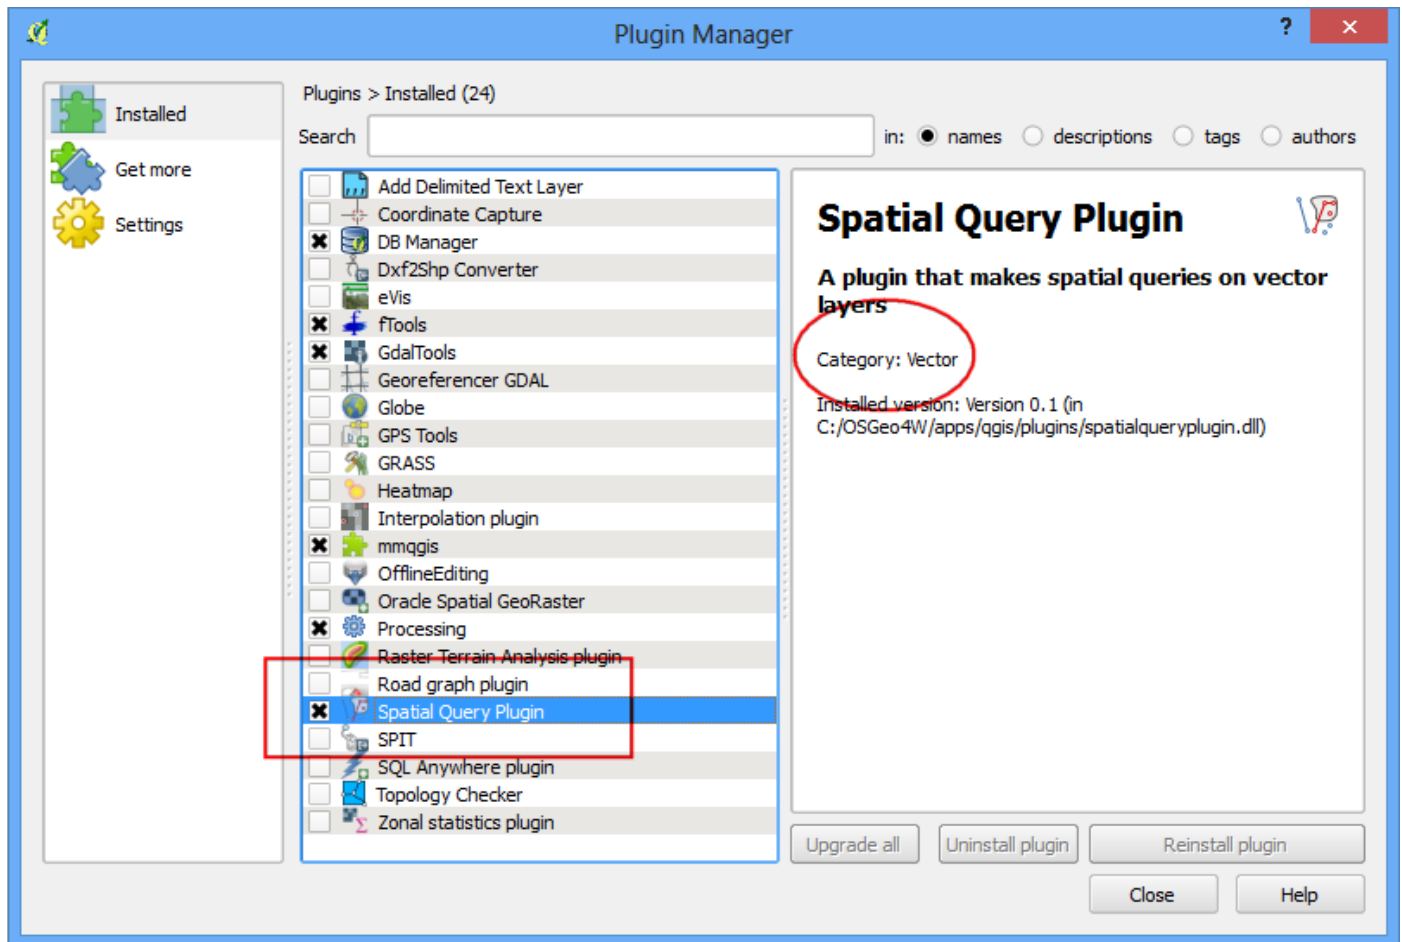 Plugin Manager
?
Installed
Get more
Settings
Plugins > Installed (24)
Search
in: names descriptions tags authors
Add Delimited Text Layer
Coordinate Capture
DB Manager
Dxf2Shp Converter
eVis
fTools
GdalTools
Georeferencer GDAL
Globe
GPS Tools
GRASS
Heatmap
Interpolation plugin
mmqgis
OfflineEditing
Oracle Spatial GeoRaster
Processing
Raster Terrain Analysis plugin
Road graph plugin
Spatial Query Plugin
SPIT
SQL Anywhere plugin
Topology Checker
Zonal statistics plugin
Spatial Query Plugin
A plugin that makes spatial queries on vector
layers
Category: Vector
Installed version: Version 0.1 (in
C:/OSGeo4W/apps/qgis/plugins/spatialqueryplugin.dll)
Upgrade all
Uninstall plugin
Reinstall plugin
Close
Help